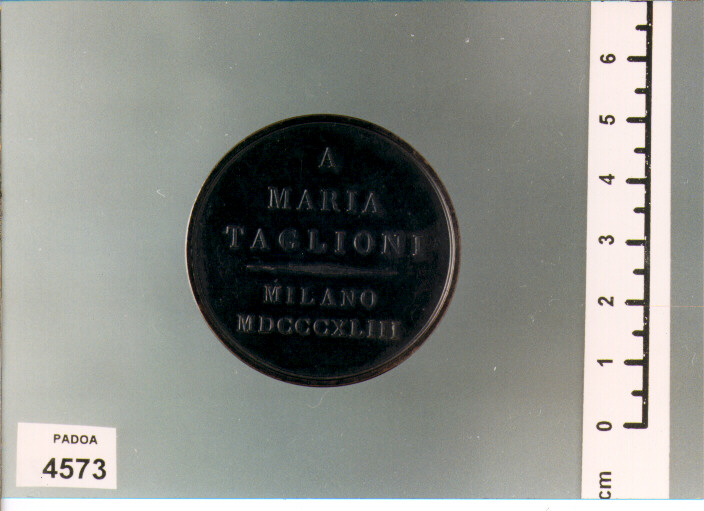 A
MARIA
TAGLIONI
MILANO
MDCCCXLIII
PADOA
4573
6
5
4
3
2
1
0
cm